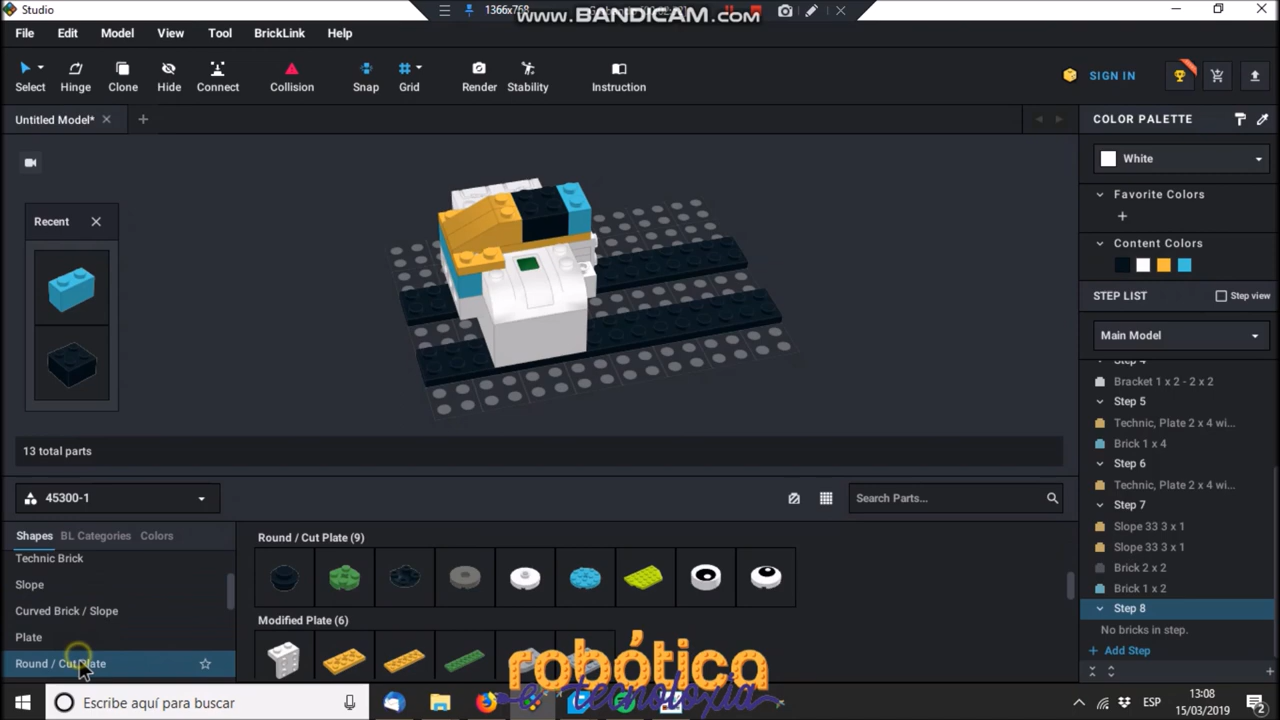 Studio
1366x768
www.BANDICAM.com
File Edit Model View Tool BrickLink Help
Select Hinge Clone Hide Connect Collision Snap Grid Render Stability Instruction
SIGN IN
Untitled Model*
COLOR PALETTE
White
Favorite Colors
Content Colors
STEP LIST
Step view
Main Model
Step 4
Bracket 1 x 2 - 2 x 2
Step 5
Technic, Plate 2 x 4 wi...
Brick 1 x 4
Step 6
Technic, Plate 2 x 4 wi...
Step 7
Slope 33 3 x 1
Slope 33 3 x 1
Brick 2 x 2
Brick 1 x 2
Step 8
No bricks in step.
Add Step
Recent
13 total parts
45300-1
Search Parts...
Shapes BL Categories Colors
Technic Brick
Slope
Curved Brick / Slope
Plate
Round / Cut Plate
Round / Cut Plate (9)
Modified Plate (6)
robótica
e tecnoloxía
Escribe aquí para buscar
ESP
13:08
15/03/2019
2